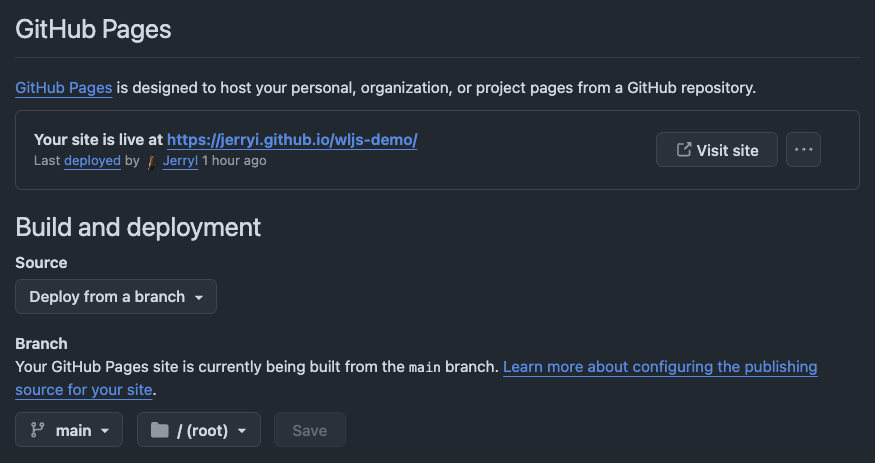 GitHub Pages
GitHub Pages is designed to host your personal, organization, or project pages from a GitHub repository.
Your site is live at https://jerryi.github.io/wljs-demo/
Last deployed by JerryI 1 hour ago
Visit site
Build and deployment
Source
Deploy from a branch
Branch
Your GitHub Pages site is currently being built from the main branch. Learn more about configuring the publishing
source for your site.
main
/ (root)
Save